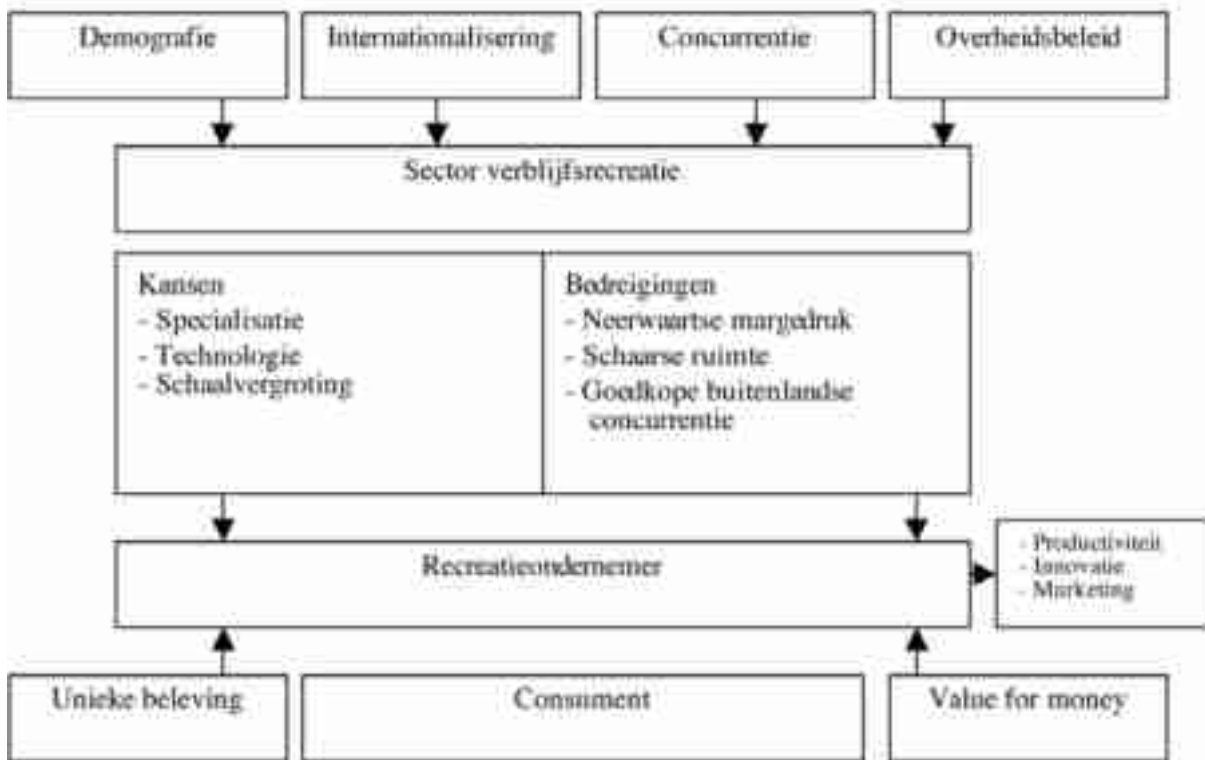 Demografie
Internationalisering
Concurrentie
Overheidsbeleid
Sector verblijfsrecreatie
Kansen
- Specialisatie
- Technologie
- Schaalvergroting
Bedreigingen
- Neerwaartse margedruk
- Schaarse ruimte
- Goedkope buitenlandse
concurrentie
Recreatieondernemer
- Productiviteit
- Innovatie
- Marketing
Unieke beleving
Consument
Value for money